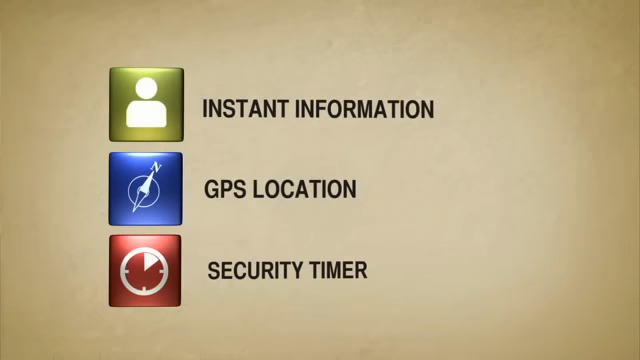 INSTANT INFORMATION
N
GPS LOCATION
SECURITY TIMER